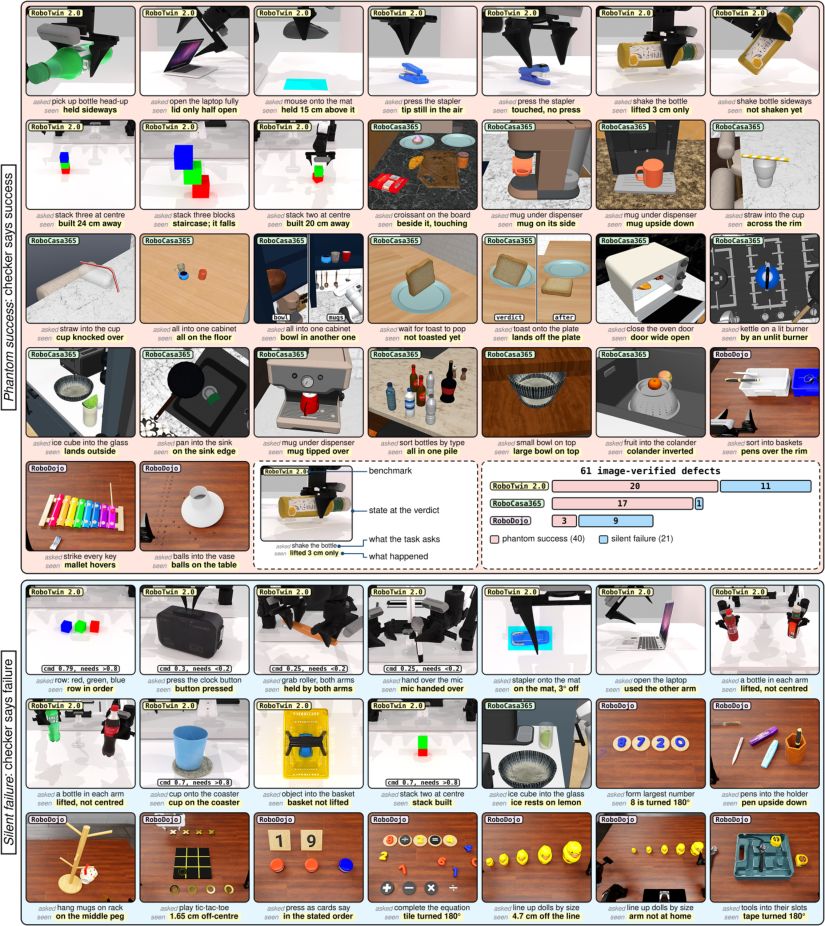 Phantom success: checker says success
RoboTwin 2.0
asked pick up bottle head-up
seen held sideways
RoboTwin 2.0
asked open the laptop fully
seen lid only half open
RoboTwin 2.0
asked mouse onto the mat
seen held 15 cm above it
RoboTwin 2.0
asked press the stapler
seen tip still in the air
RoboTwin 2.0
asked press the stapler
seen touched, no press
RoboTwin 2.0
asked shake the bottle
seen lifted 3 cm only
RoboTwin 2.0
asked shake bottle sideways
seen not shaken yet
RoboTwin 2.0
asked stack three at centre
seen built 24 cm away
RoboTwin 2.0
asked stack three blocks
seen staircase; it falls
RoboTwin 2.0
asked stack two at centre
seen built 20 cm away
RoboCasa365
asked croissant on the board
seen beside it, touching
RoboCasa365
asked mug under dispenser
seen mug on its side
RoboCasa365
asked mug under dispenser
seen mug upside down
RoboCasa365
asked straw into the cup
seen across the rim
RoboCasa365
asked straw into the cup
seen cup knocked over
RoboCasa365
asked all into one cabinet
seen all on the floor
RoboCasa365
bowl
mugs
asked all into one cabinet
seen bowl in another one
RoboCasa365
asked wait for toast to pop
seen not toasted yet
RoboCasa365
verdict
after
asked toast onto the plate
seen lands off the plate
RoboCasa365
asked close the oven door
seen door wide open
RoboCasa365
asked kettle on a lit burner
seen by an unlit burner
RoboCasa365
asked ice cube into the glass
seen lands outside
RoboCasa365
asked pan into the sink
seen on the sink edge
RoboCasa365
asked mug under dispenser
seen mug tipped over
RoboCasa365
asked sort bottles by type
seen all in one pile
RoboCasa365
asked small bowl on top
seen large bowl on top
RoboCasa365
asked fruit into the colander
seen colander inverted
RoboDojo
asked sort into baskets
seen pens over the rim
RoboDojo
asked strike every key
seen mallet hovers
RoboDojo
asked balls into the vase
seen balls on the table
RoboTwin 2.0
benchmark
state at the verdict
asked shake the bottle
what the task asks
seen lifted 3 cm only
what happened
61 image-verified defects
RoboTwin 2.0
20
11
RoboCasa365
17
1
RoboDojo
3
9
phantom success (40)
silent failure (21)
Silent failure: checker says failure
RoboTwin 2.0
cmd 0.79, needs >0.8
asked row: red, green, blue
seen row in order
RoboTwin 2.0
cmd 0.3, needs <0.2
asked press the clock button
seen button pressed
RoboTwin 2.0
cmd 0.25, needs <0.2
asked grab roller, both arms
seen held by both arms
RoboTwin 2.0
cmd 0.25, needs <0.2
asked hand over the mic
seen mic handed over
RoboTwin 2.0
asked stapler onto the mat
seen on the mat, 3° off
RoboTwin 2.0
asked open the laptop
seen used the other arm
RoboTwin 2.0
asked a bottle in each arm
seen lifted, not centred
RoboTwin 2.0
asked a bottle in each arm
seen lifted, not centred
RoboTwin 2.0
cmd 0.7, needs >0.8
asked cup onto the coaster
seen cup on the coaster
RoboTwin 2.0
asked object into the basket
seen basket not lifted
RoboTwin 2.0
cmd 0.7, needs >0.8
asked stack two at centre
seen stack built
RoboCasa365
asked ice cube into the glass
seen ice rests on lemon
RoboDojo
8 7 2 0
asked form largest number
seen 8 is turned 180°
RoboDojo
asked pens into the holder
seen pen upside down
RoboDojo
asked hang mugs on rack
seen on the middle peg
RoboDojo
asked play tic-tac-toe
seen 1.65 cm off-centre
RoboDojo
1 9
asked press as cards say
seen in the stated order
RoboDojo
asked complete the equation
seen tile turned 180°
RoboDojo
asked line up dolls by size
seen 4.7 cm off the line
RoboDojo
asked line up dolls by size
seen arm not at home
RoboDojo
asked tools into their slots
seen tape turned 180°